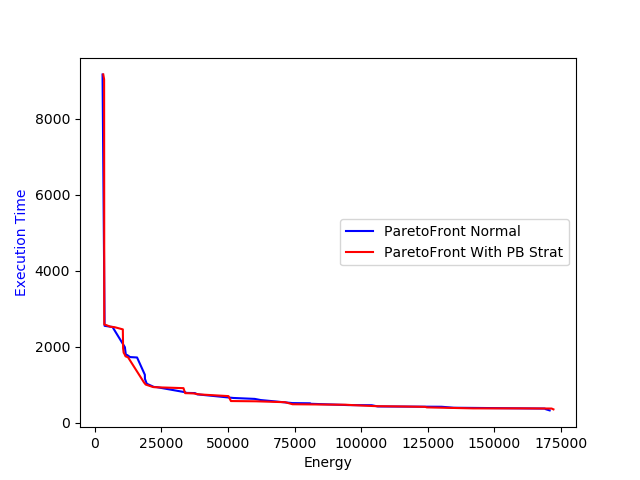 8000
6000
4000
2000
0
Execution Time
ParetoFront Normal
ParetoFront With PB Strat
0 25000 50000 75000 100000 125000 150000 175000
Energy